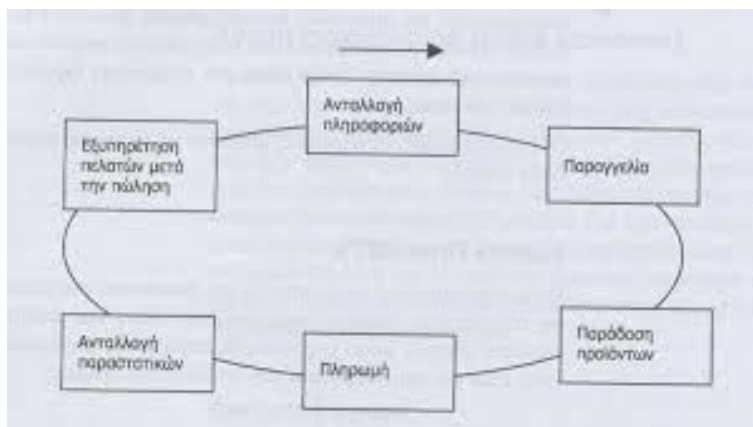 Ανταλλαγή
πληροφοριών
Παραγγελία
Παράδοση
προϊόντων
Πληρωμή
Ανταλλαγή
παραστατικών
Εξυπηρέτηση
πελατών μετά
την πώληση